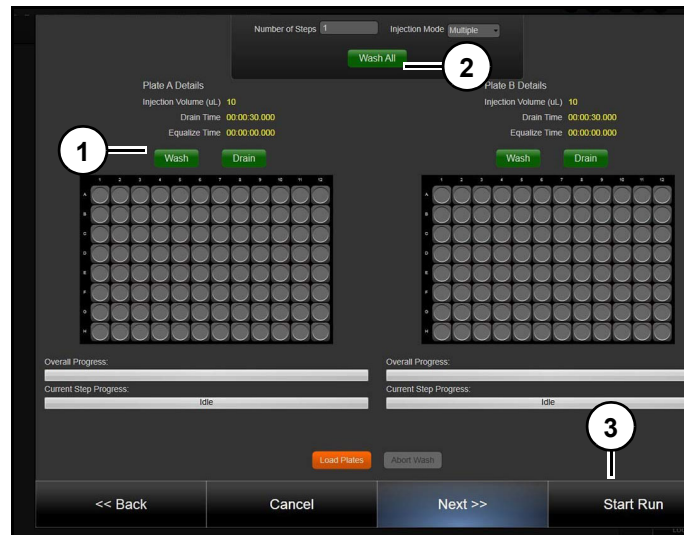 Number of Steps 1 Injection Mode Multiple
Wash All
2
Plate A Details Plate B Details
Injection Volume (uL) 10 Injection Volume (uL) 10
Drain Time 00:00:30.000 Drain Time 00:00:30.000
Equalize Time 00:00:00.000 Equalize Time 00:00:00.000
1
Wash Drain Wash Drain
1 2 3 4 5 6 7 8 9 10 11 12 1 2 3 4 5 6 7 8 9 10 11 12
A A
B B
C C
D D
E E
F F
G G
H H
Overall Progress: Overall Progress:
Current Step Progress: Current Step Progress:
Idle Idle
3
Load Plates Abort Wash
<< Back Cancel Next >> Start Run